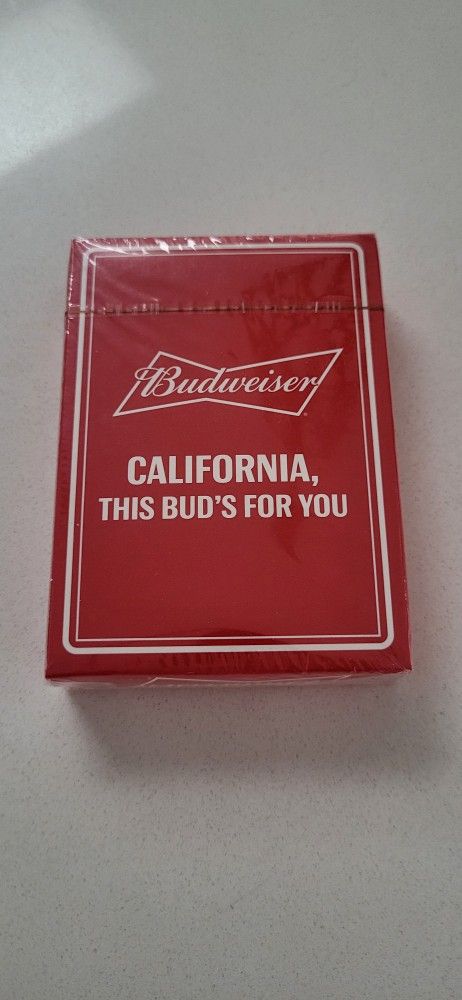 Budweiser
CALIFORNIA,
THIS BUD'S FOR YOU